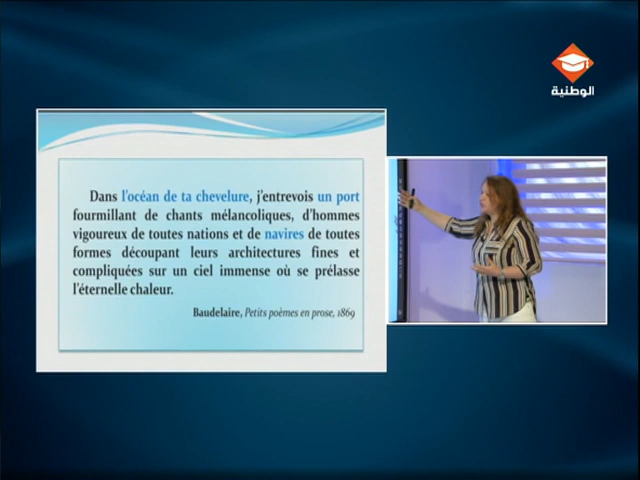 الوطنية
Dans l'océan de ta chevelure, j'entrevois un port
fourmillant de chants mélancoliques, d'hommes
vigoureux de toutes nations et de navires de toutes
formes découpant leurs architectures fines et
compliquées sur un ciel immense où se prélasse
l'éternelle chaleur.
Baudelaire, Petits poèmes en prose, 1869